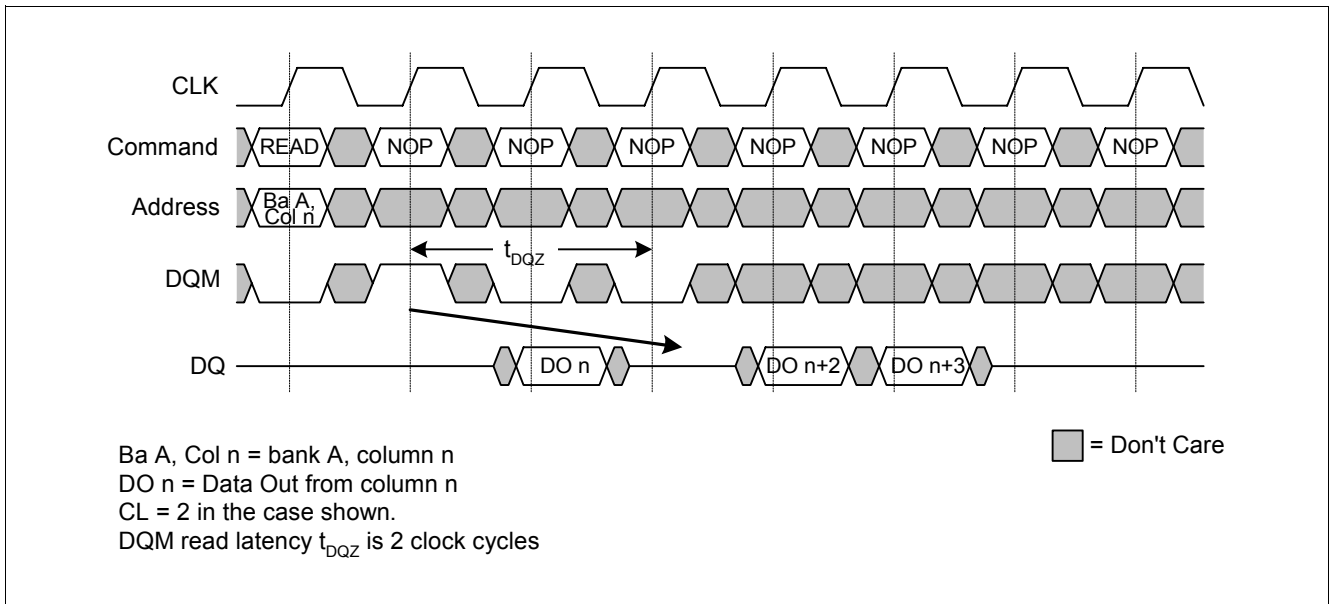 CLK
Command READ NOP NOP NOP NOP NOP NOP NOP
Address Ba A,
Col n
tDQZ
DQM
DQ DO n DO n+2 DO n+3
Ba A, Col n = bank A, column n
DO n = Data Out from column n
CL = 2 in the case shown.
DQM read latency tDQZ is 2 clock cycles
= Don't Care